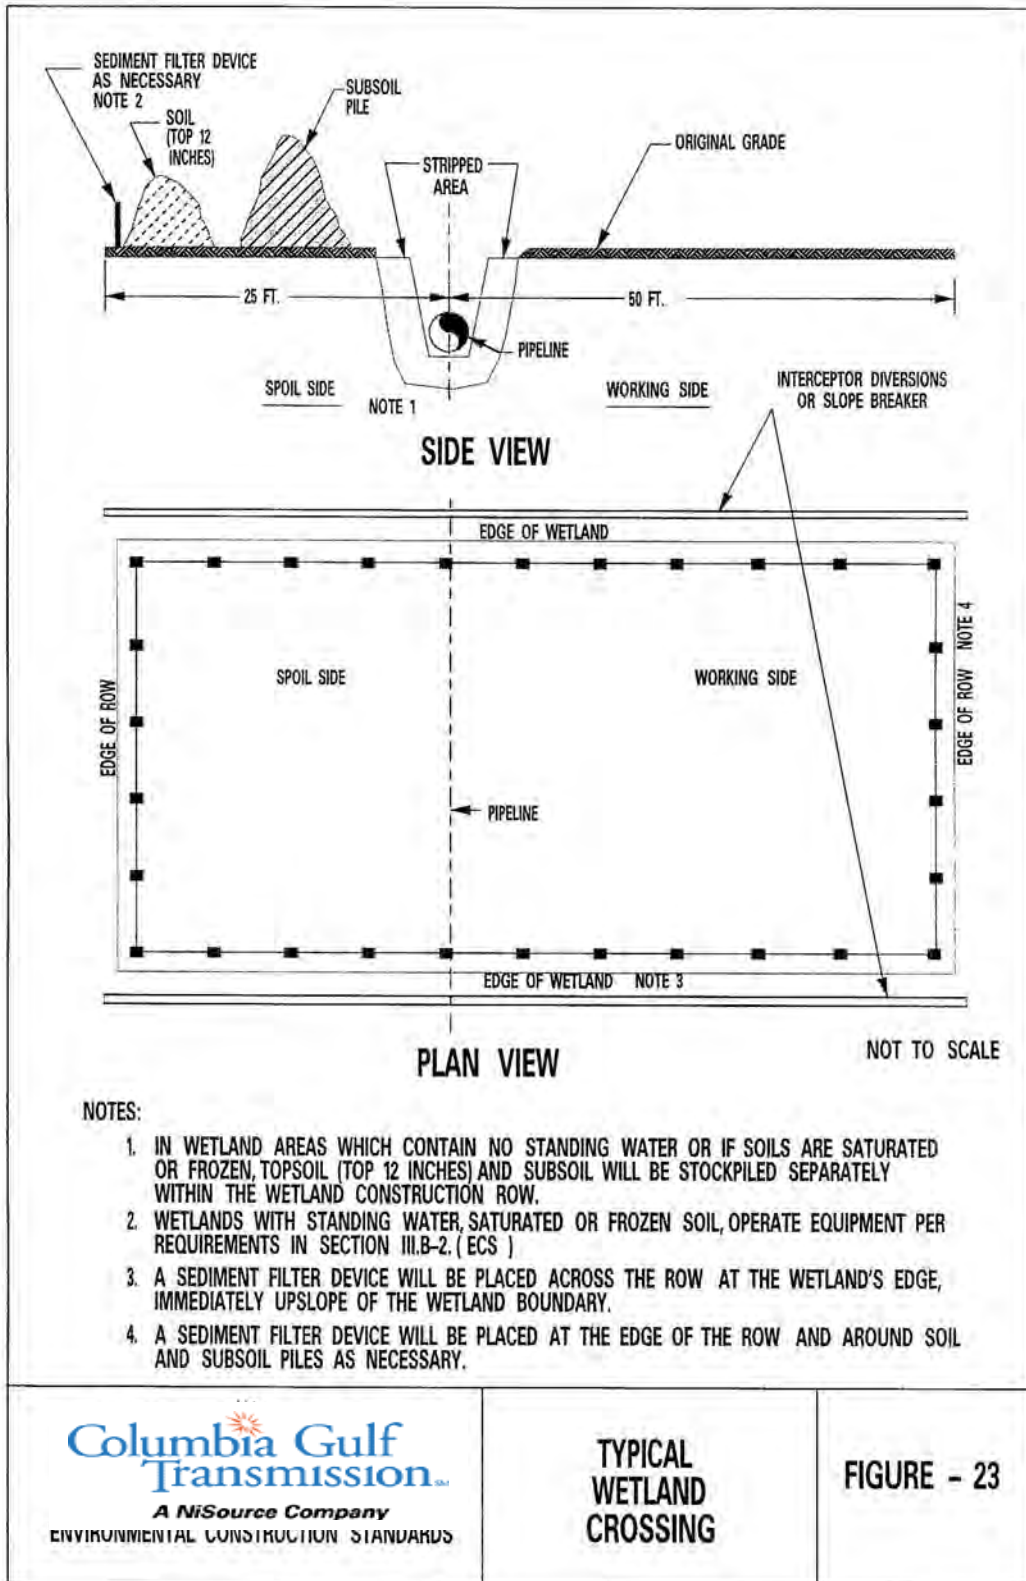 SEDIMENT FILTER DEVICE
AS NECESSARY
NOTE 2
SOIL
(TOP 12
INCHES)
SUBSOIL
PILE
STRIPPED
AREA
ORIGINAL GRADE
25 FT.
50 FT.
PIPELINE
SPOIL SIDE
NOTE 1
WORKING SIDE
INTERCEPTOR DIVERSIONS
OR SLOPE BREAKER
SIDE VIEW
EDGE OF WETLAND
EDGE OF ROW
SPOIL SIDE
WORKING SIDE
EDGE OF ROW NOTE 4
PIPELINE
EDGE OF WETLAND NOTE 3
PLAN VIEW
NOT TO SCALE
NOTES:
1. IN WETLAND AREAS WHICH CONTAIN NO STANDING WATER OR IF SOILS ARE SATURATED
OR FROZEN, TOPSOIL (TOP 12 INCHES) AND SUBSOIL WILL BE STOCKPILED SEPARATELY
WITHIN THE WETLAND CONSTRUCTION ROW.
2. WETLANDS WITH STANDING WATER, SATURATED OR FROZEN SOIL, OPERATE EQUIPMENT PER
REQUIREMENTS IN SECTION III.B-2. ( ECS )
3. A SEDIMENT FILTER DEVICE WILL BE PLACED ACROSS THE ROW AT THE WETLAND'S EDGE,
IMMEDIATELY UPSLOPE OF THE WETLAND BOUNDARY.
4. A SEDIMENT FILTER DEVICE WILL BE PLACED AT THE EDGE OF THE ROW AND AROUND SOIL
AND SUBSOIL PILES AS NECESSARY.
Columbia Gulf
Transmission SM
A NiSource Company
ENVIRONMENTAL CONSTRUCTION STANDARDS
TYPICAL
WETLAND
CROSSING
FIGURE - 23